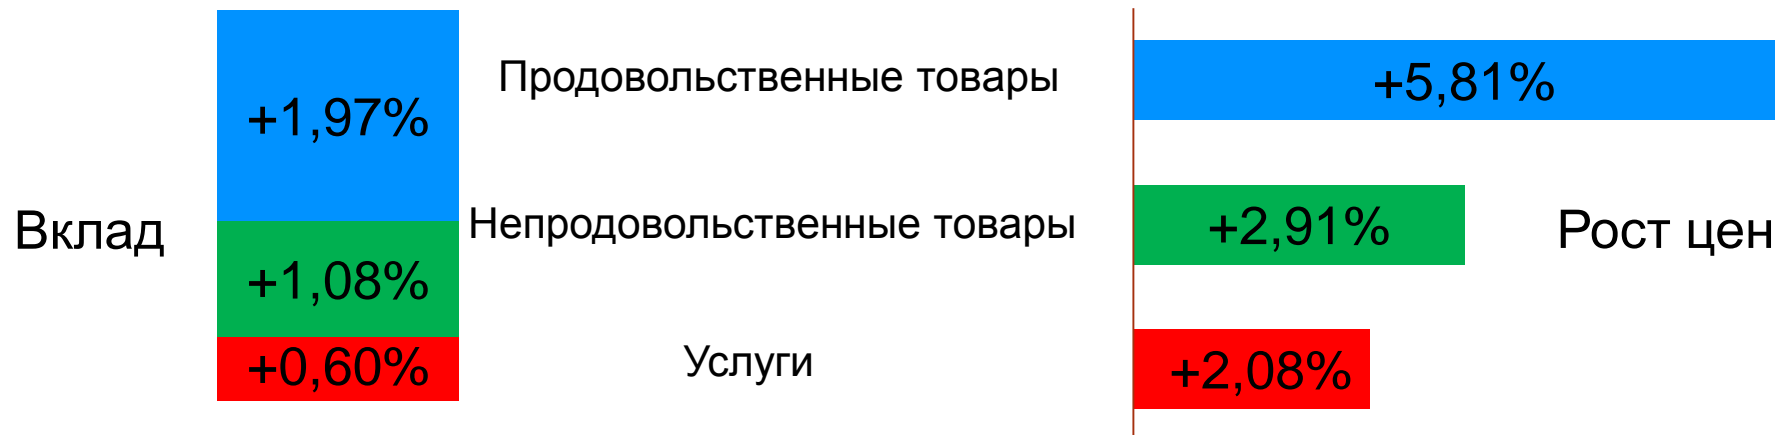 Вклад
+1,97%
+1,08%
+0,60%
Продовольственные товары
Непродовольственные товары
Услуги
+5,81%
+2,91%
+2,08%
Рост цен